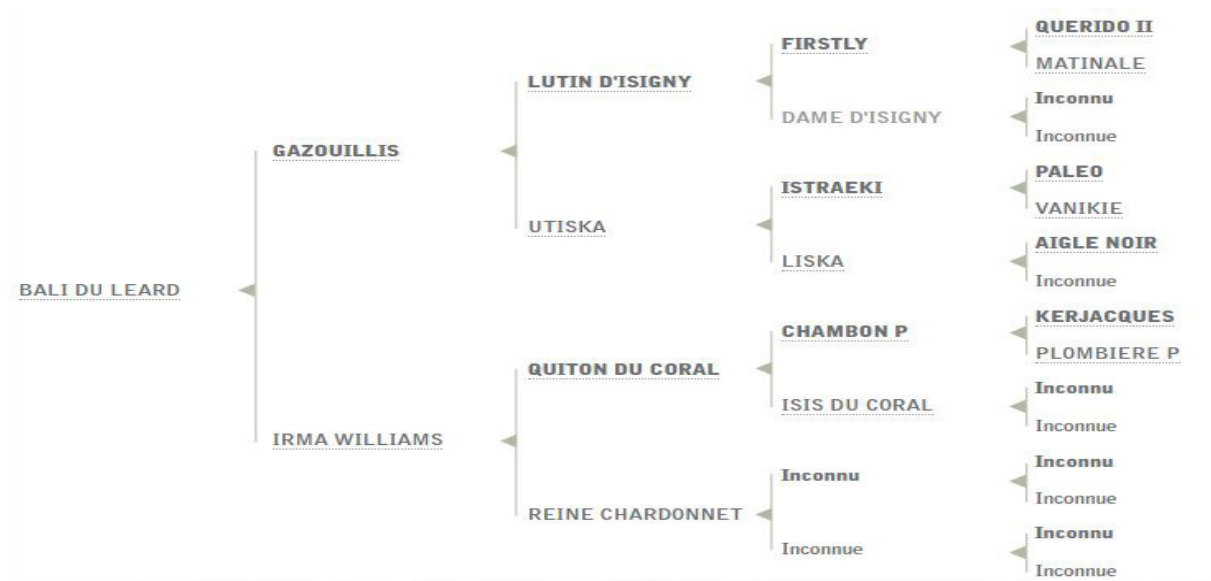 QUERIDO II
FIRSTLY
MATINALE
LUTIN D'ISIGNY
Inconnu
DAME D'ISIGNY
Inconnue
GAZOUILLIS
PALEO
ISTRAEKI
VANIKIE
UTISKA
AIGLE NOIR
LISKA
Inconnue
BALI DU LEARD
KERJACQUES
CHAMBON P
PLOMBIERE P
QUITON DU CORAL
Inconnu
ISIS DU CORAL
Inconnue
IRMA WILLIAMS
Inconnu
Inconnu
Inconnue
REINE CHARDONNET
Inconnu
Inconnue
Inconnue